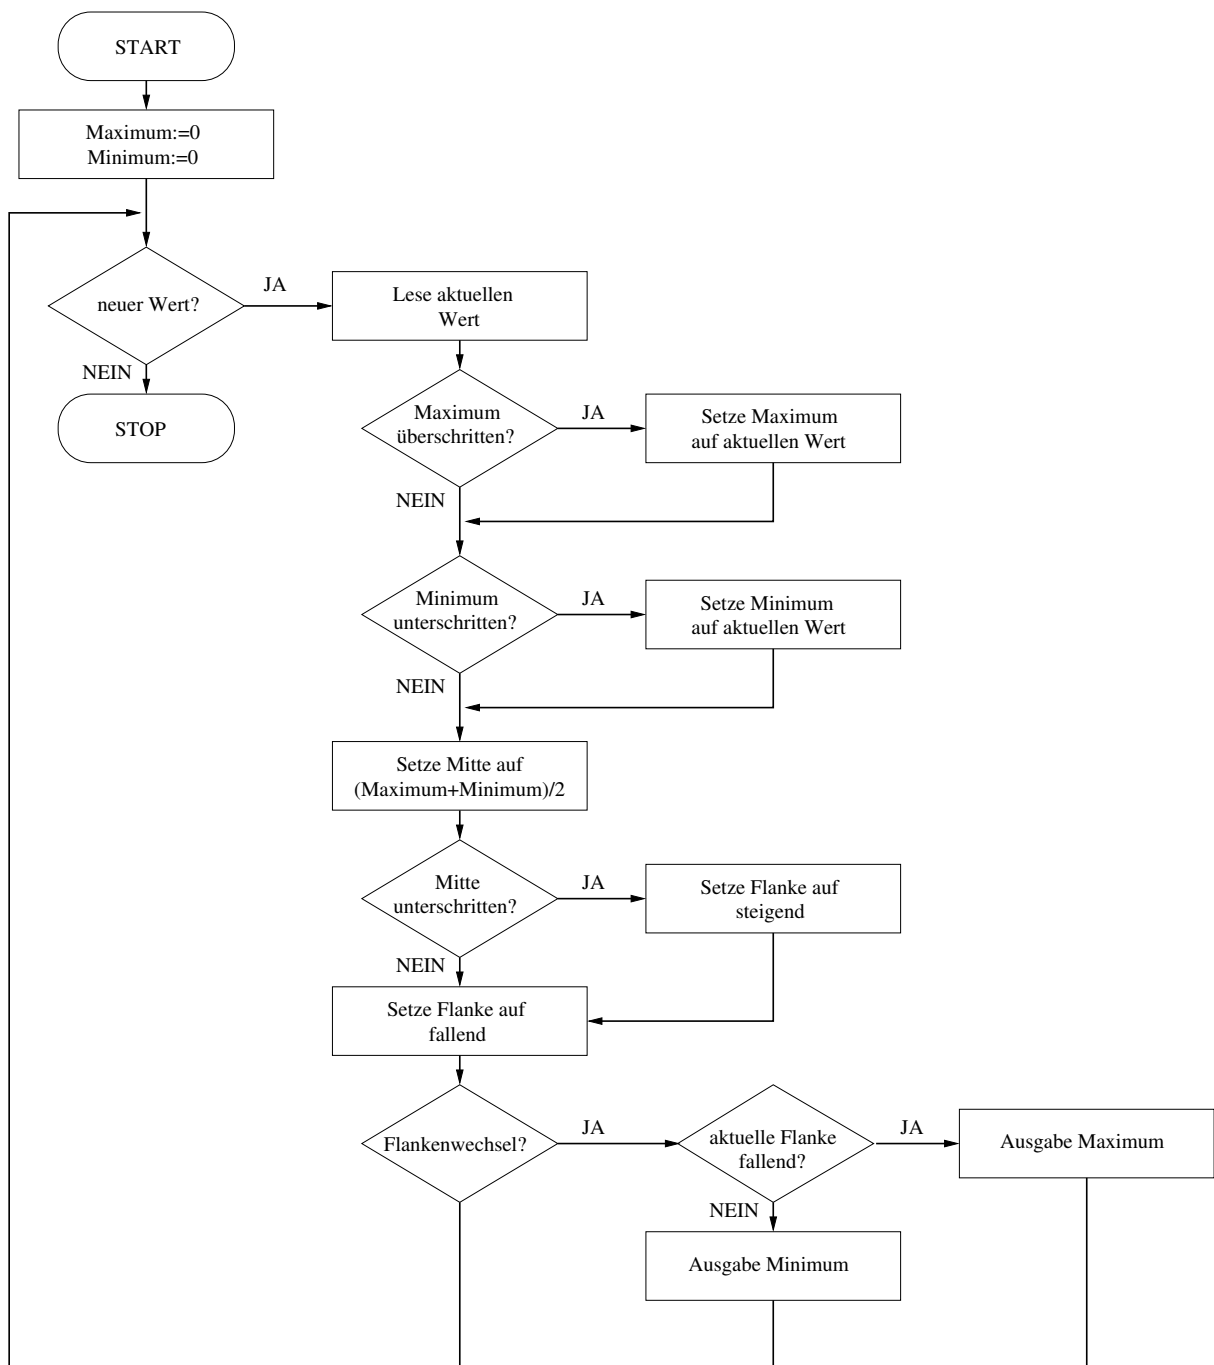 START
Maximum:=0
Minimum:=0
neuer Wert?
JA
Lese aktuellen
Wert
NEIN
STOP
Maximum
überschritten?
JA
Setze Maximum
auf aktuellen Wert
NEIN
Minimum
unterschritten?
JA
Setze Minimum
auf aktuellen Wert
NEIN
Setze Mitte auf
(Maximum+Minimum)/2
Mitte
unterschritten?
JA
Setze Flanke auf
steigend
NEIN
Setze Flanke auf
fallend
Flankenwechsel?
JA
aktuelle Flanke
fallend?
JA
Ausgabe Maximum
NEIN
Ausgabe Minimum